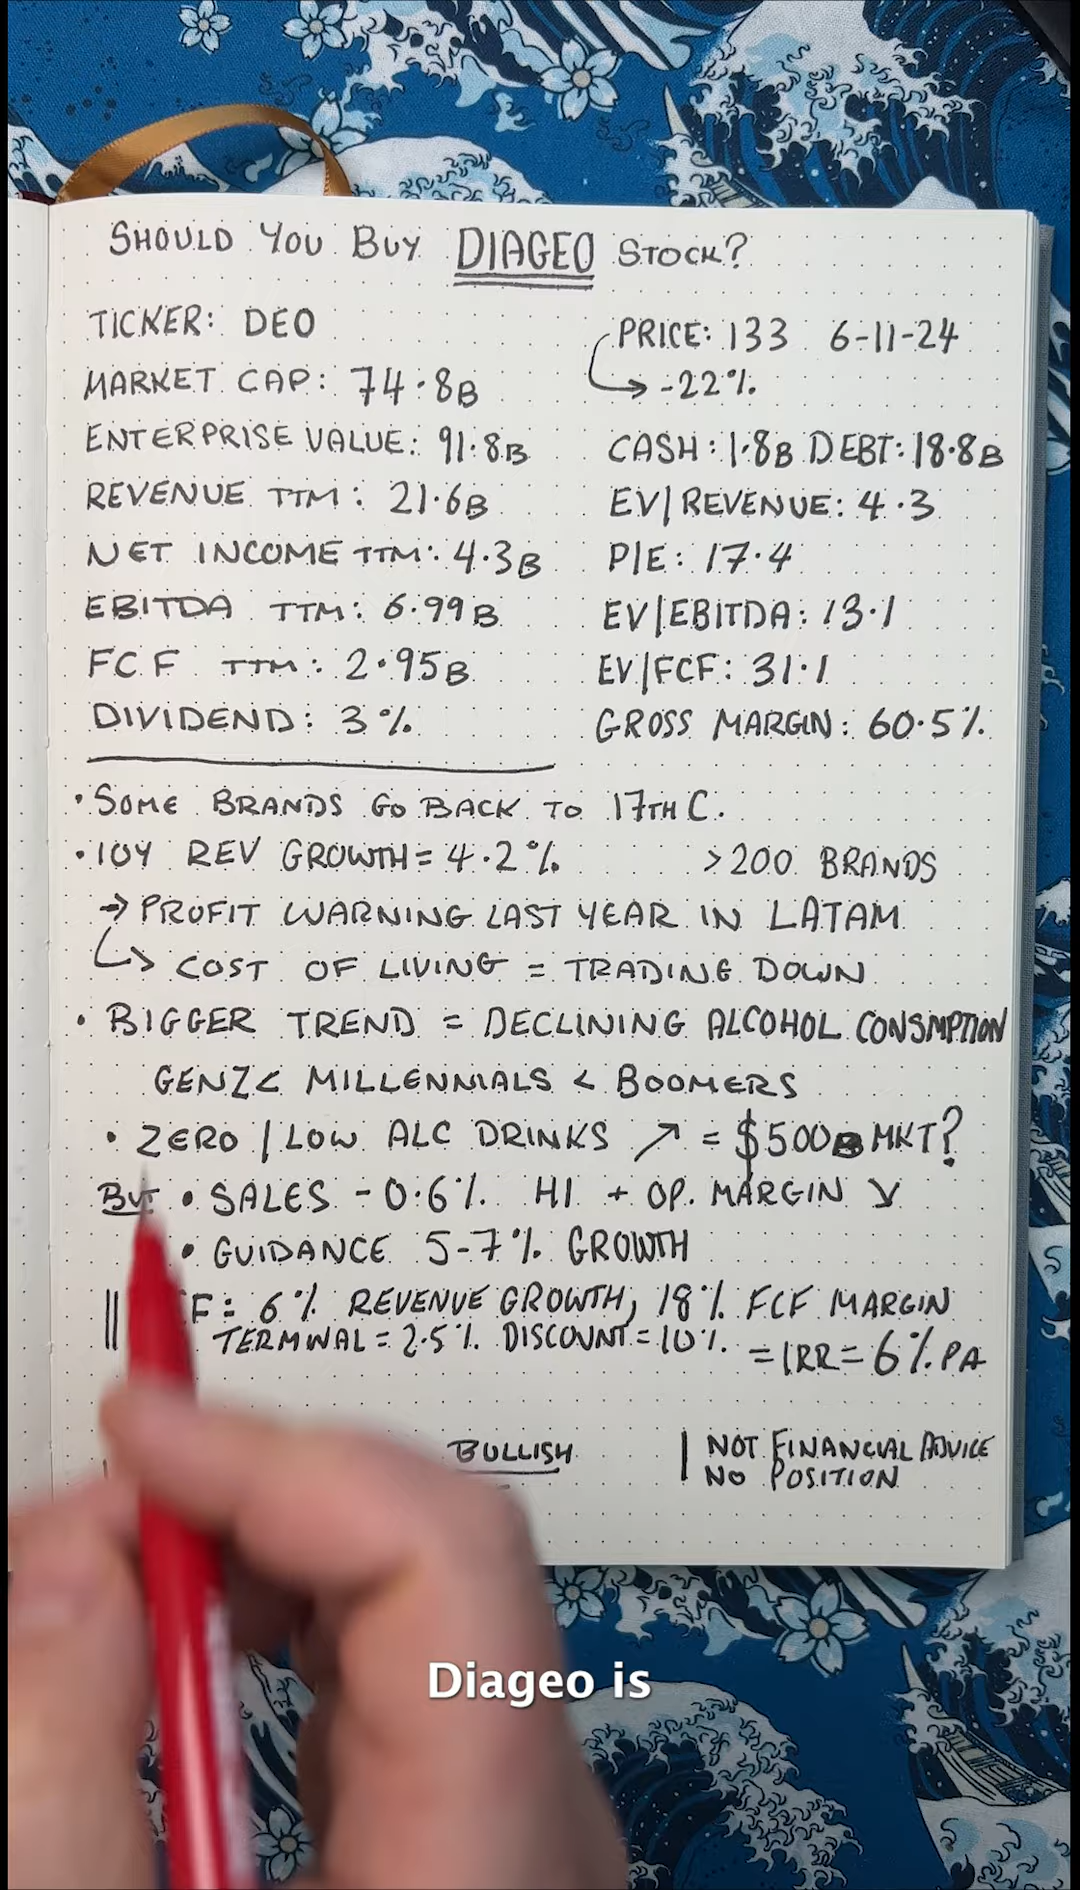 SHOULD YOU BUY DIAGEO STOCK?
TICKER: DEO
PRICE: 133 6-11-24
-22%
MARKET CAP: 74.8B
ENTERPRISE VALUE: 91.8B
CASH: 1.8B DEBT: 18.8B
REVENUE TTM: 21.6B
EV/REVENUE: 4.3
NET INCOME TTM: 4.3B
P/E: 17.4
EBITDA TTM: 6.99B
EV/EBITDA: 13.1
FCF TTM: 2.95B
EV/FCF: 31.1
DIVIDEND: 3%
GROSS MARGIN: 60.5%
• SOME BRANDS GO BACK TO 17TH C.
• 10Y REV GROWTH = 4.2% >200 BRANDS
→ PROFIT WARNING LAST YEAR IN LATAM
↳ COST OF LIVING = TRADING DOWN
• BIGGER TREND = DECLINING ALCOHOL CONSMPTION
GENZ < MILLENNIALS < BOOMERS
• ZERO / LOW ALC DRINKS ↗ = $500B MKT?
BUT • SALES -0.6% H1 + OP. MARGIN ↘
• GUIDANCE 5-7% GROWTH
F: 6% REVENUE GROWTH, 18% FCF MARGIN
TERMINAL = 2.5% DISCOUNT = 10% = IRR = 6% PA
BULLISH
NOT FINANCIAL ADVICE
NO POSITION
Diageo is